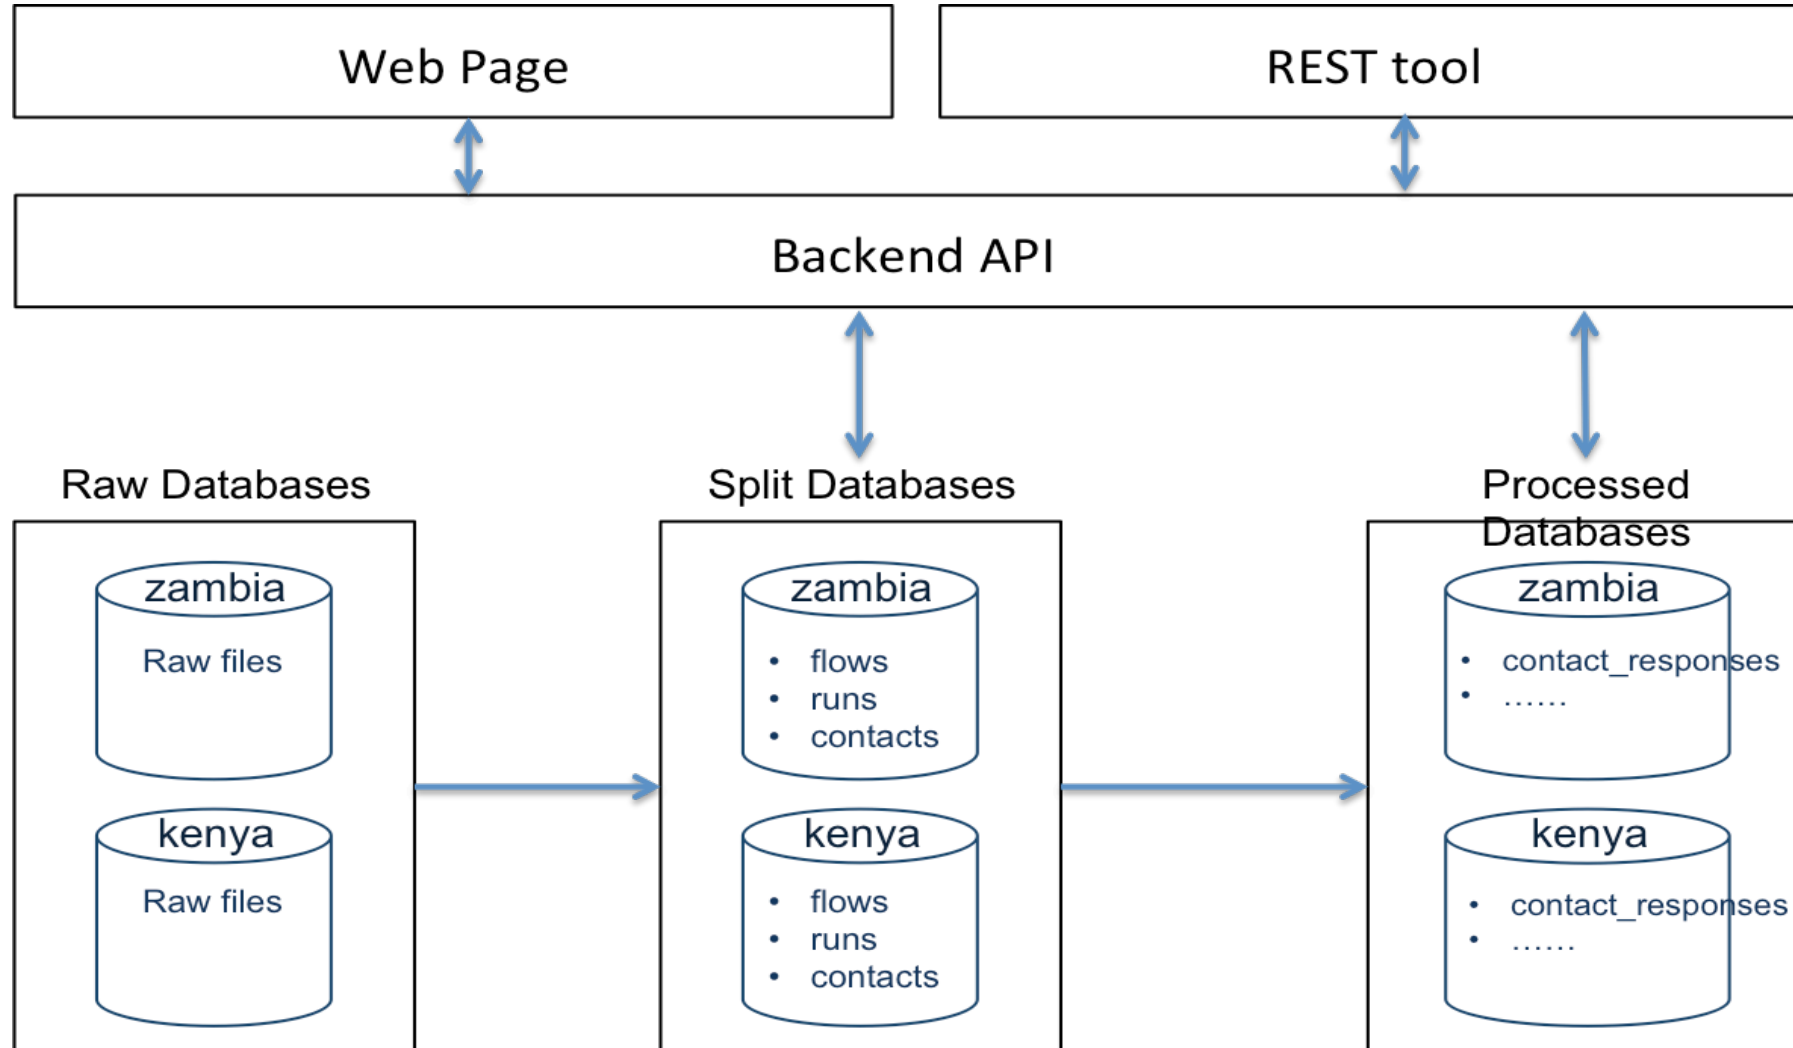 Web Page
REST tool
Backend API
Raw Databases
Split Databases
Processed
Databases
zambia
Raw files
kenya
Raw files
zambia
• flows
• runs
• contacts
kenya
• flows
• runs
• contacts
zambia
• contact_responses
• ......
kenya
• contact_responses
• ......